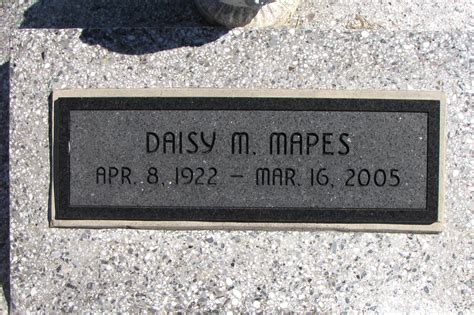 DAISY M. MAPES
APR. 8, 1922 – MAR. 16, 2005